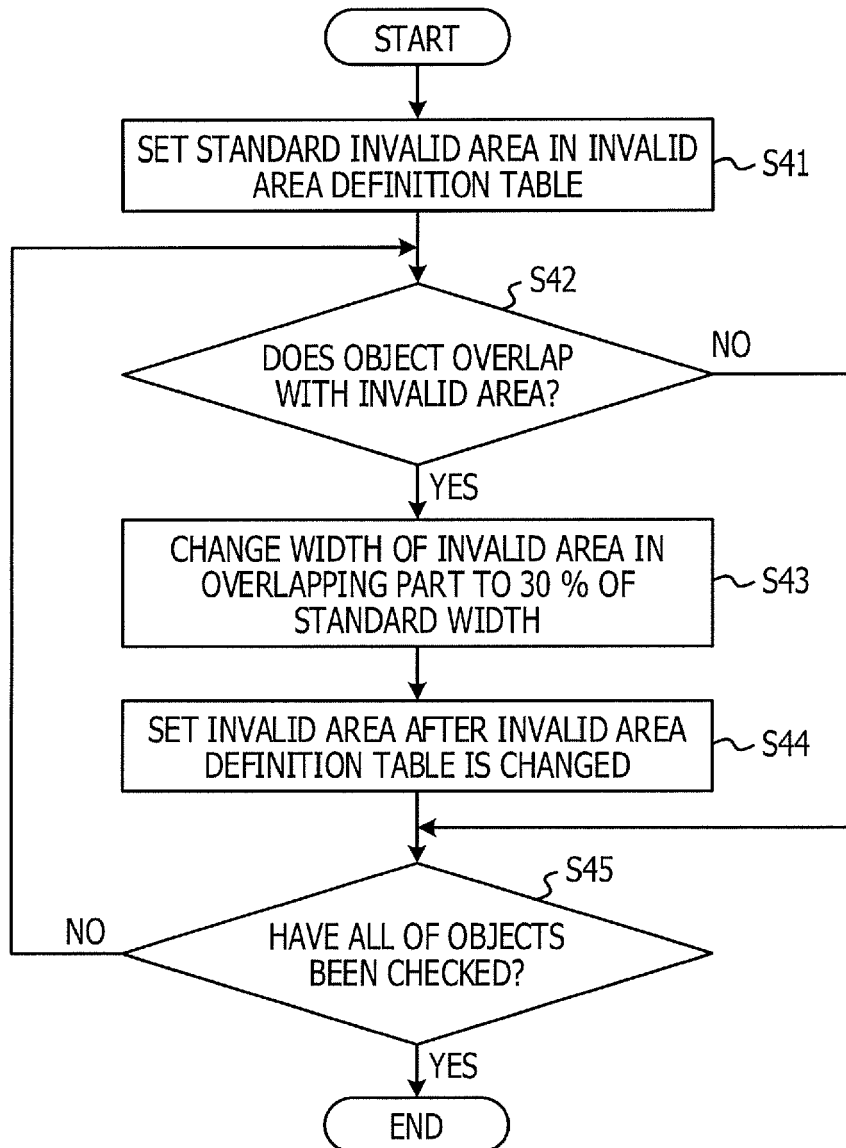 START
SET STANDARD INVALID AREA IN INVALID
AREA DEFINITION TABLE
S41
S42
DOES OBJECT OVERLAP
WITH INVALID AREA?
NO
YES
CHANGE WIDTH OF INVALID AREA IN
OVERLAPPING PART TO 30 % OF
STANDARD WIDTH
S43
SET INVALID AREA AFTER INVALID AREA
DEFINITION TABLE IS CHANGED
S44
S45
HAVE ALL OF OBJECTS
BEEN CHECKED?
NO
YES
END